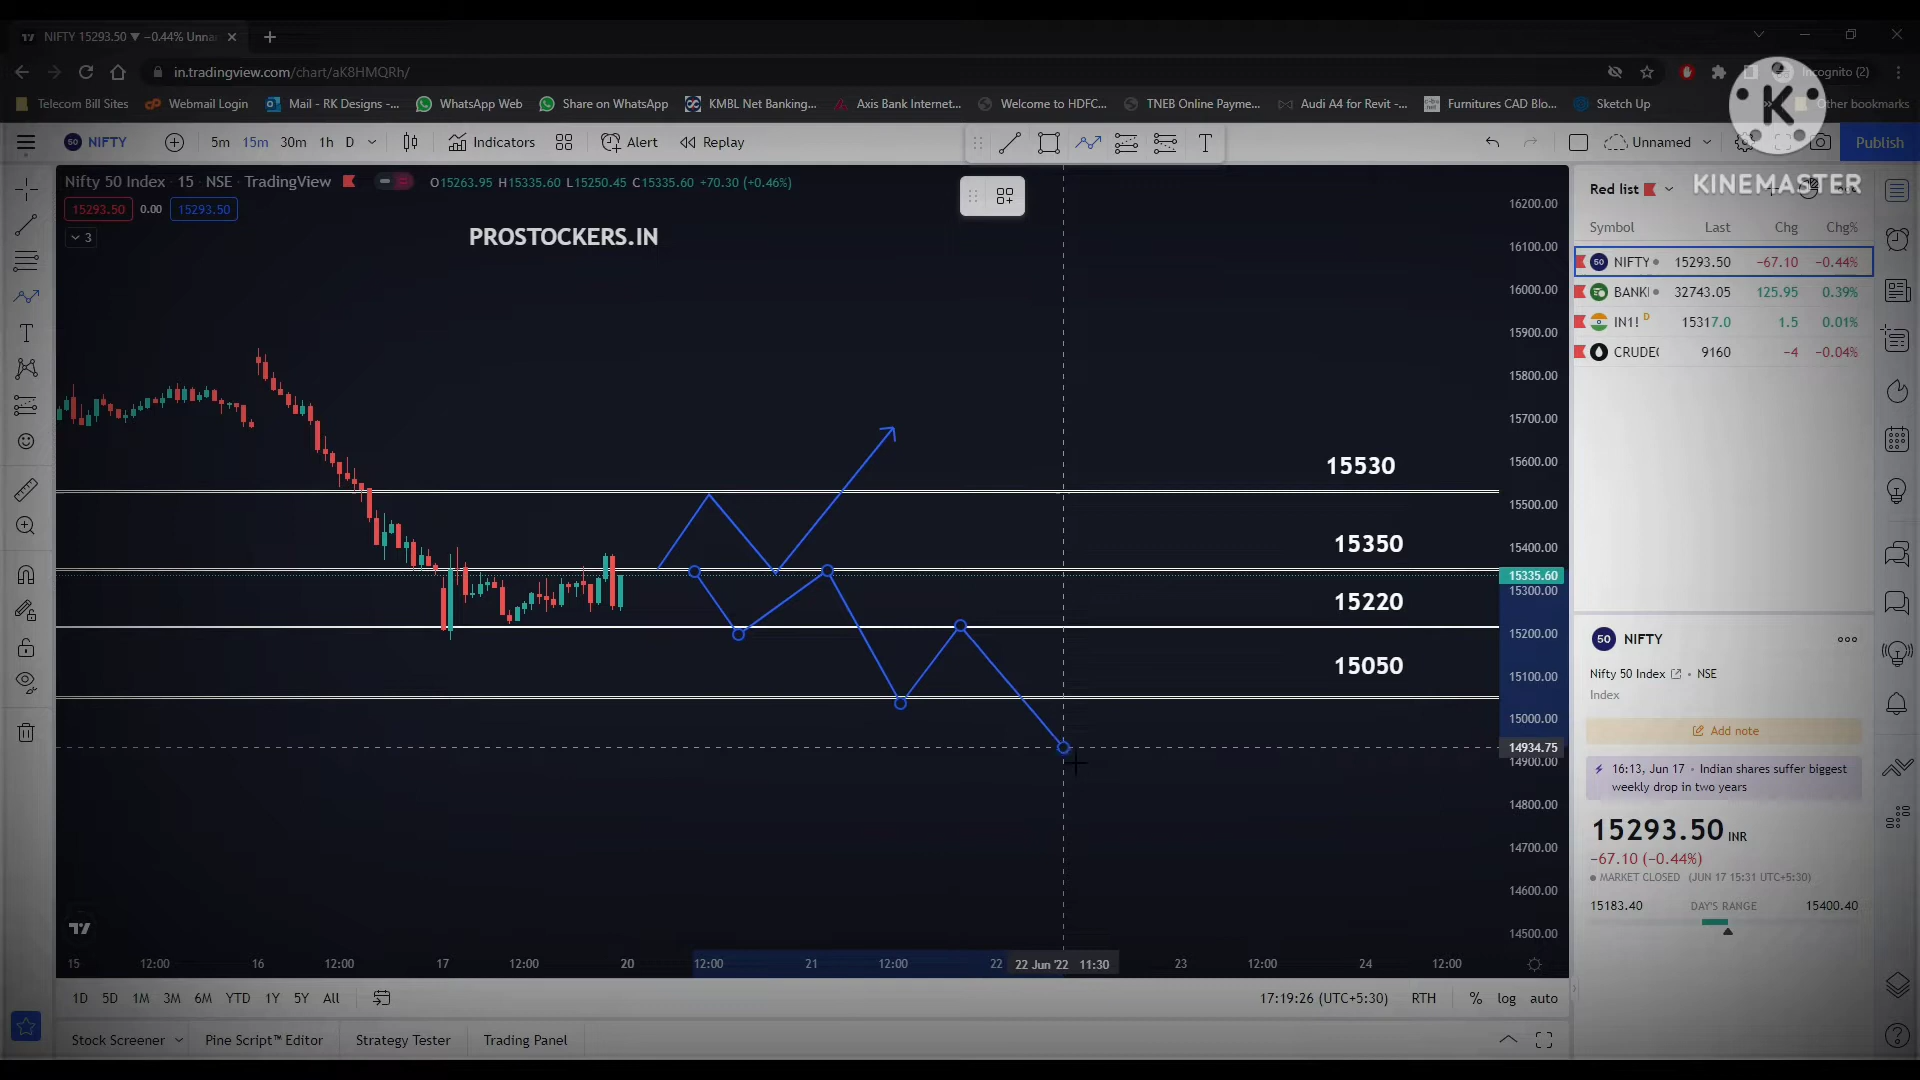 NIFTY 15293.50 ▼ −0.44% Unna
in.tradingview.com/chart/aK8HMQRh/
Incognito (2)
Telecom Bill Sites
Webmail Login
Mail - RK Designs -...
WhatsApp Web
Share on WhatsApp
KMBL Net Banking...
Axis Bank Internet...
Welcome to HDFC...
TNEB Online Payme...
Audi A4 for Revit -...
Furnitures CAD Blo...
Sketch Up
Other bookmarks
K
KINEMASTER
NIFTY 5m 15m 30m 1h D Indicators Alert Replay
T
Unnamed
Publish
Nifty 50 Index · 15 · NSE · TradingView
O15263.95 H15335.60 L15250.45 C15335.60 +70.30 (+0.46%)
15293.50 0.00 15293.50
3
PROSTOCKERS.IN
15530
15350
15220
15050
16200.00
16100.00
16000.00
15900.00
15800.00
15700.00
15600.00
15500.00
15400.00
15335.60
15300.00
15200.00
15100.00
15000.00
14934.75
14900.00
14800.00
14700.00
14600.00
14500.00
15 12:00 16 12:00 17 12:00 20 12:00 21 12:00 22 22 Jun '22 11:30 23 12:00 24 12:00
1D 5D 1M 3M 6M YTD 1Y 5Y All
17:19:26 (UTC+5:30) RTH % log auto
Stock Screener Pine Script™ Editor Strategy Tester Trading Panel
Red list
Symbol Last Chg Chg%
50 NIFTY 15293.50 −67.10 −0.44%
BANK 32743.05 125.95 0.39%
IN1! D 15317.0 1.5 0.01%
CRUDE 9160 −4 −0.04%
50 NIFTY
Nifty 50 Index · NSE
Index
Add note
16:13, Jun 17 · Indian shares suffer biggest
weekly drop in two years
15293.50 INR
−67.10 (−0.44%)
MARKET CLOSED (JUN 17 15:31 UTC+5:30)
15183.40 DAY'S RANGE 15400.40